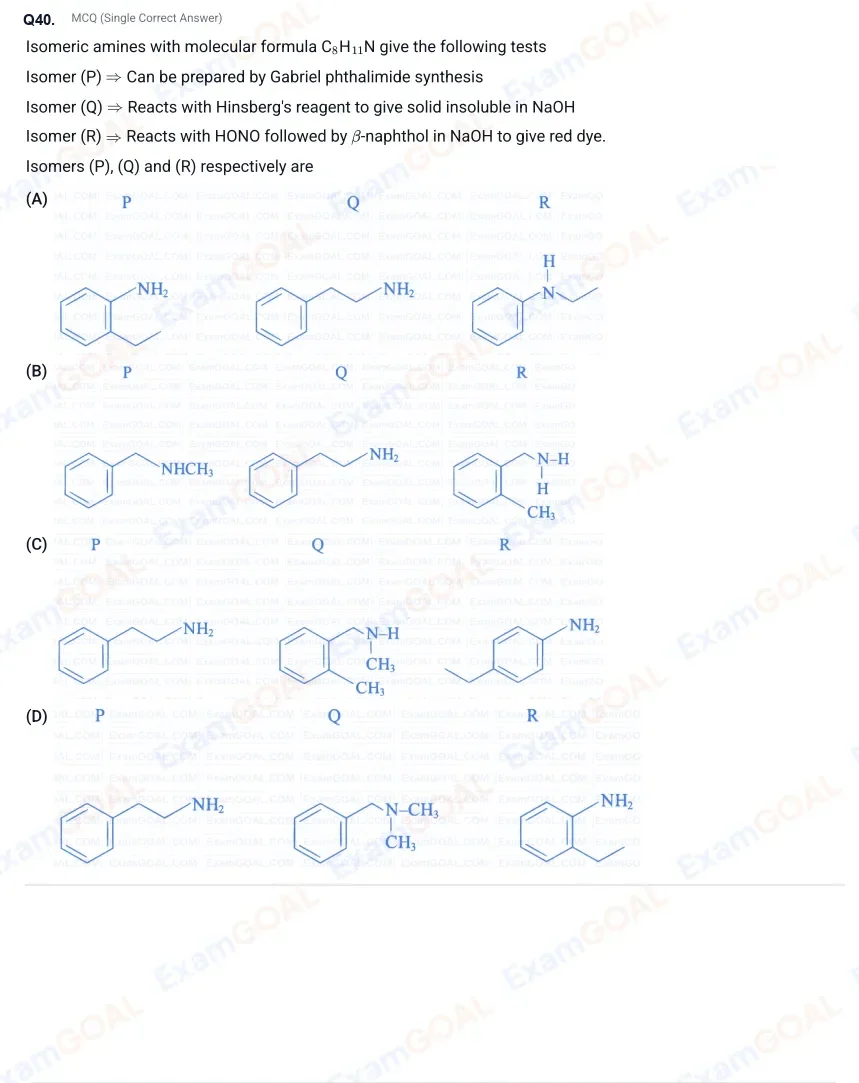 Q40. MCQ (Single Correct Answer)
Isomeric amines with molecular formula C₈H₁₁N give the following tests
Isomer (P) ⇒ Can be prepared by Gabriel phthalimide synthesis
Isomer (Q) ⇒ Reacts with Hinsberg's reagent to give solid insoluble in NaOH
Isomer (R) ⇒ Reacts with HONO followed by β-naphthol in NaOH to give red dye.
Isomers (P), (Q) and (R) respectively are
(A) P Q R
NH₂ NH₂ H
N
(B) P Q R
NHCH₃ NH₂ N–H
H
CH₃
(C) P Q R
NH₂ N–H NH₂
CH₃
CH₃
(D) P Q R
NH₂ N–CH₃ NH₂
CH₃
ExamGOAL